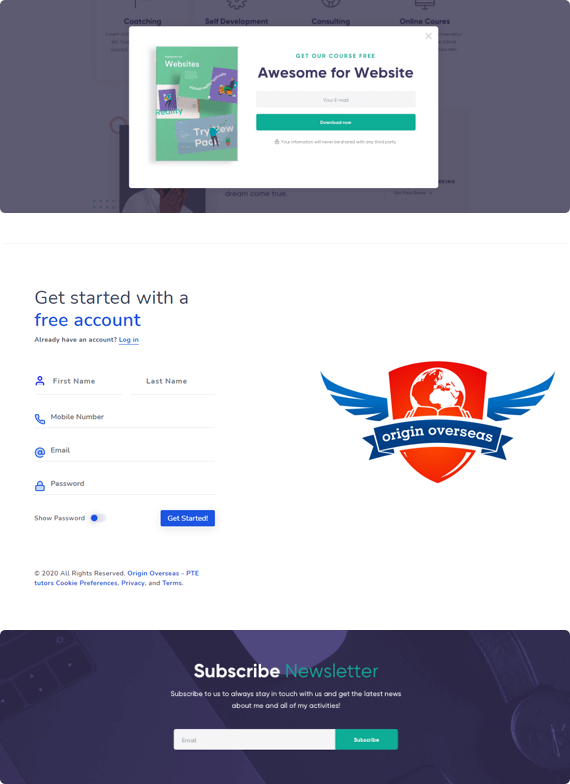 Coatching
Self Development
Consulting
Online Coures
GET OUR COURSE FREE
Awesome for Website
Websites
Reality
Try New
Pack
Your E-mail
Download now
Your information will never be shared with any third party
dream come true.
Get started with a
free account
Already have an account? Log in
First Name
Last Name
Mobile Number
Email
Password
Show Password
Get Started!
origin overseas
© 2020 All Rights Reserved. Origin Overseas - PTE
tutors Cookie Preferences, Privacy, and Terms.
Subscribe Newsletter
Subscribe to us to always stay in touch with us and get the latest news
about me and all of my activities!
Email
Subscribe